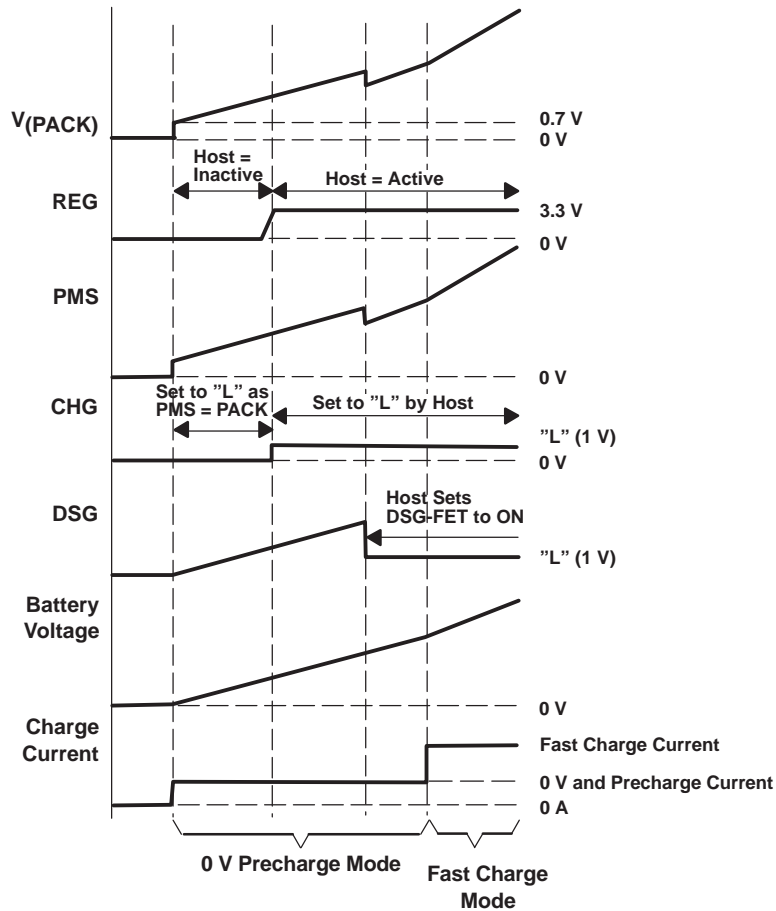 V(PACK)
0.7 V
0 V
Host =
Inactive
Host = Active
REG
3.3 V
0 V
PMS
0 V
Set to ”L” as
PMS = PACK
Set to ”L” by Host
CHG
”L” (1 V)
0 V
Host Sets
DSG-FET to ON
DSG
”L” (1 V)
Battery
Voltage
0 V
Charge
Current
Fast Charge Current
0 V and Precharge Current
0 A
0 V Precharge Mode
Fast Charge
Mode